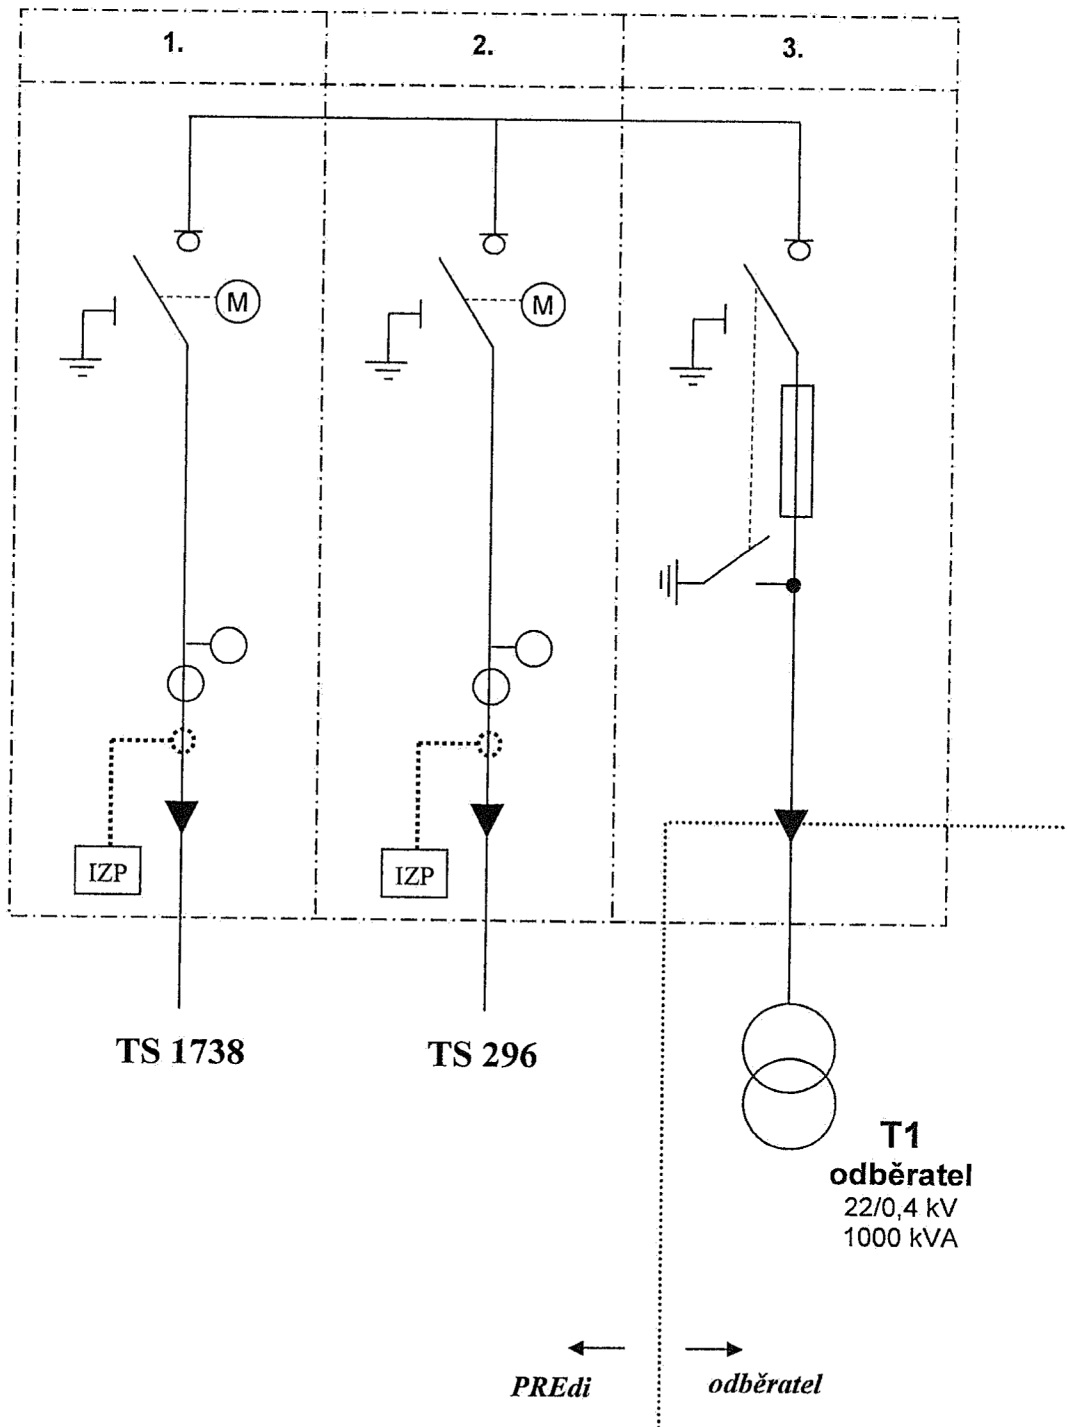 1.
2.
3.
M
M
IZP
IZP
TS 1738
TS 296
T1
odběratel
22/0,4 kV
1000 kVA
PREdi
odběratel